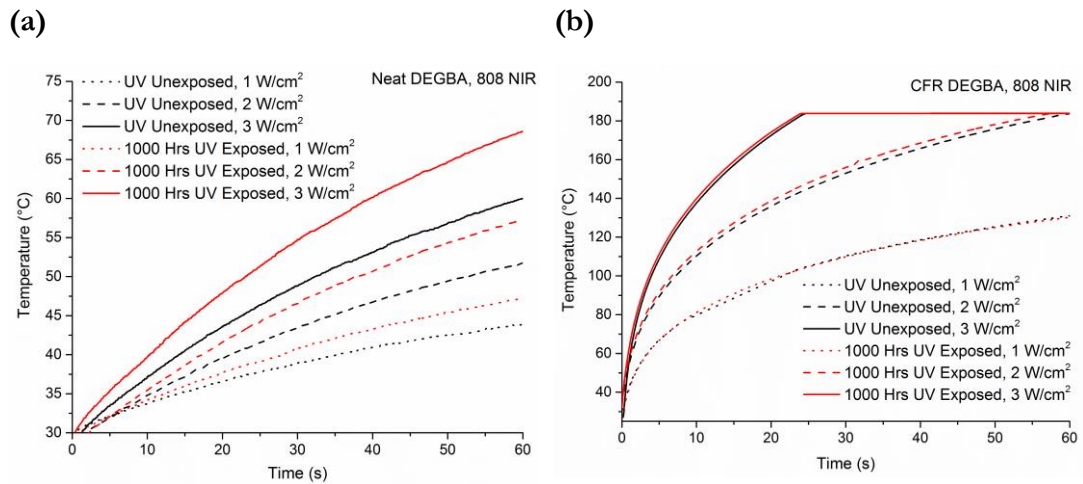 (a)
Neat DEGBA, 808 NIR
UV Unexposed, 1 W/cm²
UV Unexposed, 2 W/cm²
UV Unexposed, 3 W/cm²
1000 Hrs UV Exposed, 1 W/cm²
1000 Hrs UV Exposed, 2 W/cm²
1000 Hrs UV Exposed, 3 W/cm²
Temperature (°C)
75
70
65
60
55
50
45
40
35
30
0 10 20 30 40 50 60
Time (s)
(b)
CFR DEGBA, 808 NIR
Temperature (°C)
200
180
160
140
120
100
80
60
40
UV Unexposed, 1 W/cm²
UV Unexposed, 2 W/cm²
UV Unexposed, 3 W/cm²
1000 Hrs UV Exposed, 1 W/cm²
1000 Hrs UV Exposed, 2 W/cm²
1000 Hrs UV Exposed, 3 W/cm²
0 10 20 30 40 50 60
Time (s)